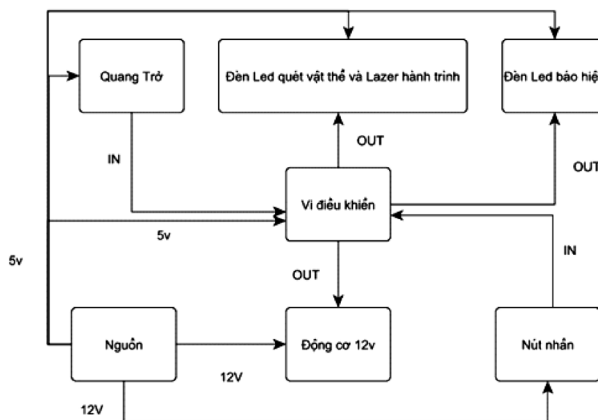 Quang Trở
Đèn Led quét vật thể và Lazer hành trình
Đèn Led báo hiệ
IN
OUT
OUT
Vi điều khiển
5v
5v
OUT
IN
Nguồn
Động cơ 12v
Nút nhấn
12V
12V